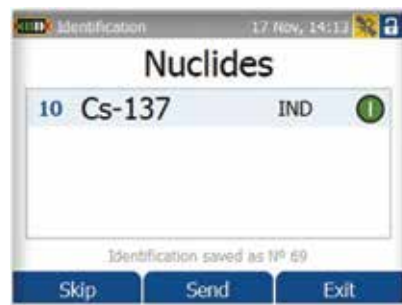 Identification 17 Nov, 14:13
Nuclides
10 Cs-137 IND I
Identification saved as Nº 69
Skip Send Exit